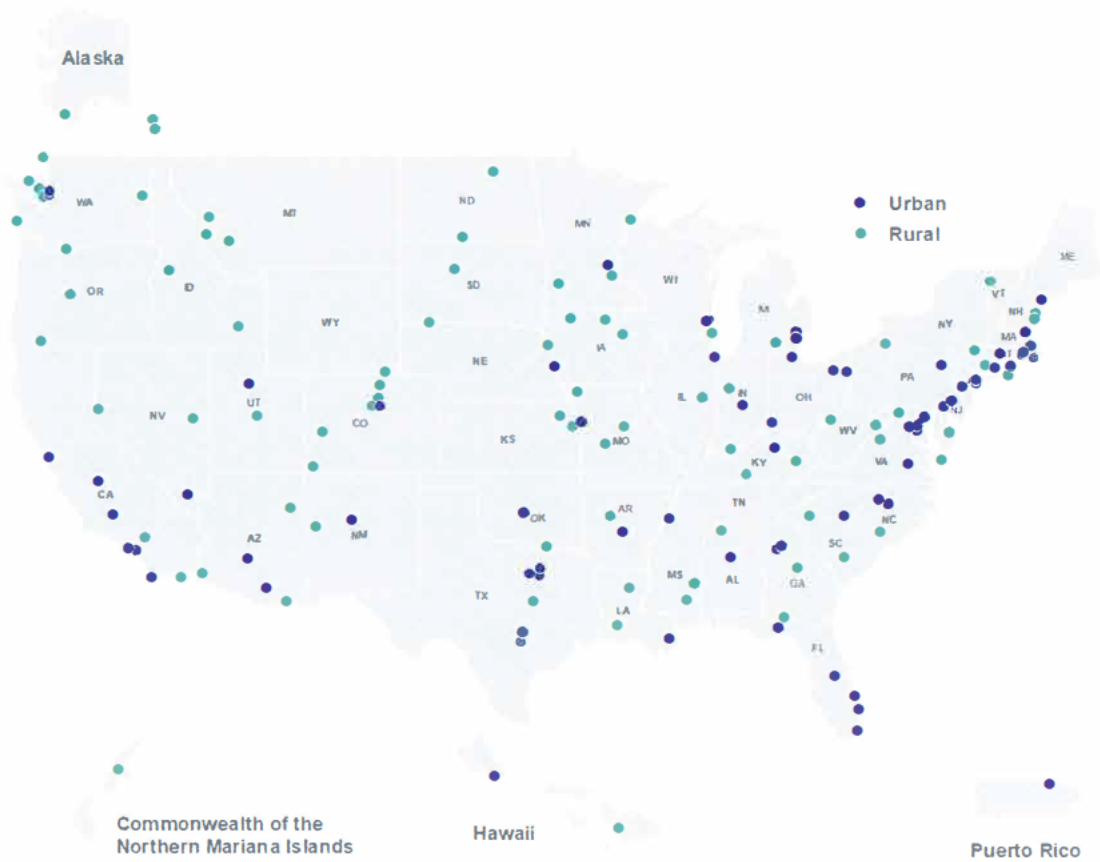 Alaska
Urban
Rural
WA
MT
ND
MN
ME
OR
ID
SD
WI
VT
NH
WY
MI
NY
MA
NE
IA
PA
NV
UT
CO
IL
IN
OH
NJ
KS
MO
WV
KY
VA
CA
AZ
NM
OK
AR
TN
NC
SC
TX
MS
AL
GA
LA
FL
Commonwealth of the
Northern Mariana Islands
Hawaii
Puerto Rico